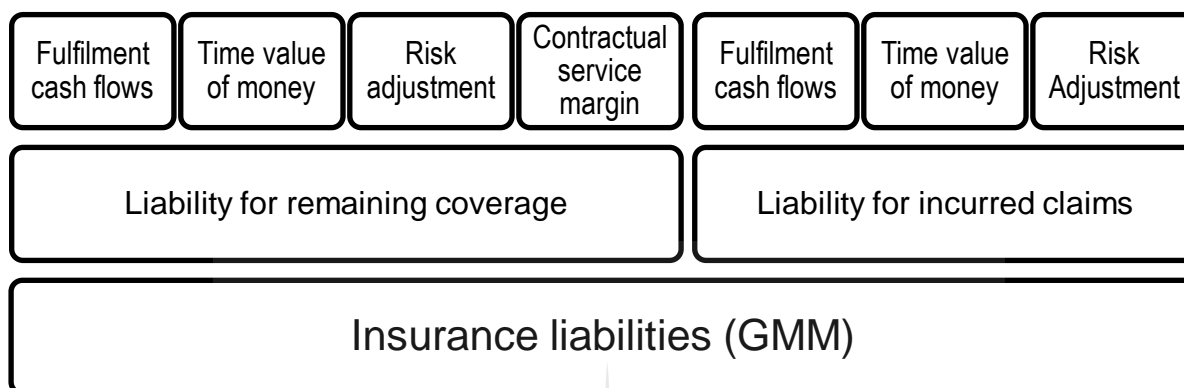 Fulfilment
cash flows
Time value
of money
Risk
adjustment
Contractual
service
margin
Fulfilment
cash flows
Time value
of money
Risk
Adjustment
Liability for remaining coverage
Liability for incurred claims
Insurance liabilities (GMM)